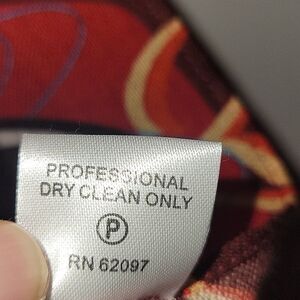 PROFESSIONAL
DRY CLEAN ONLY
P
RN 62097